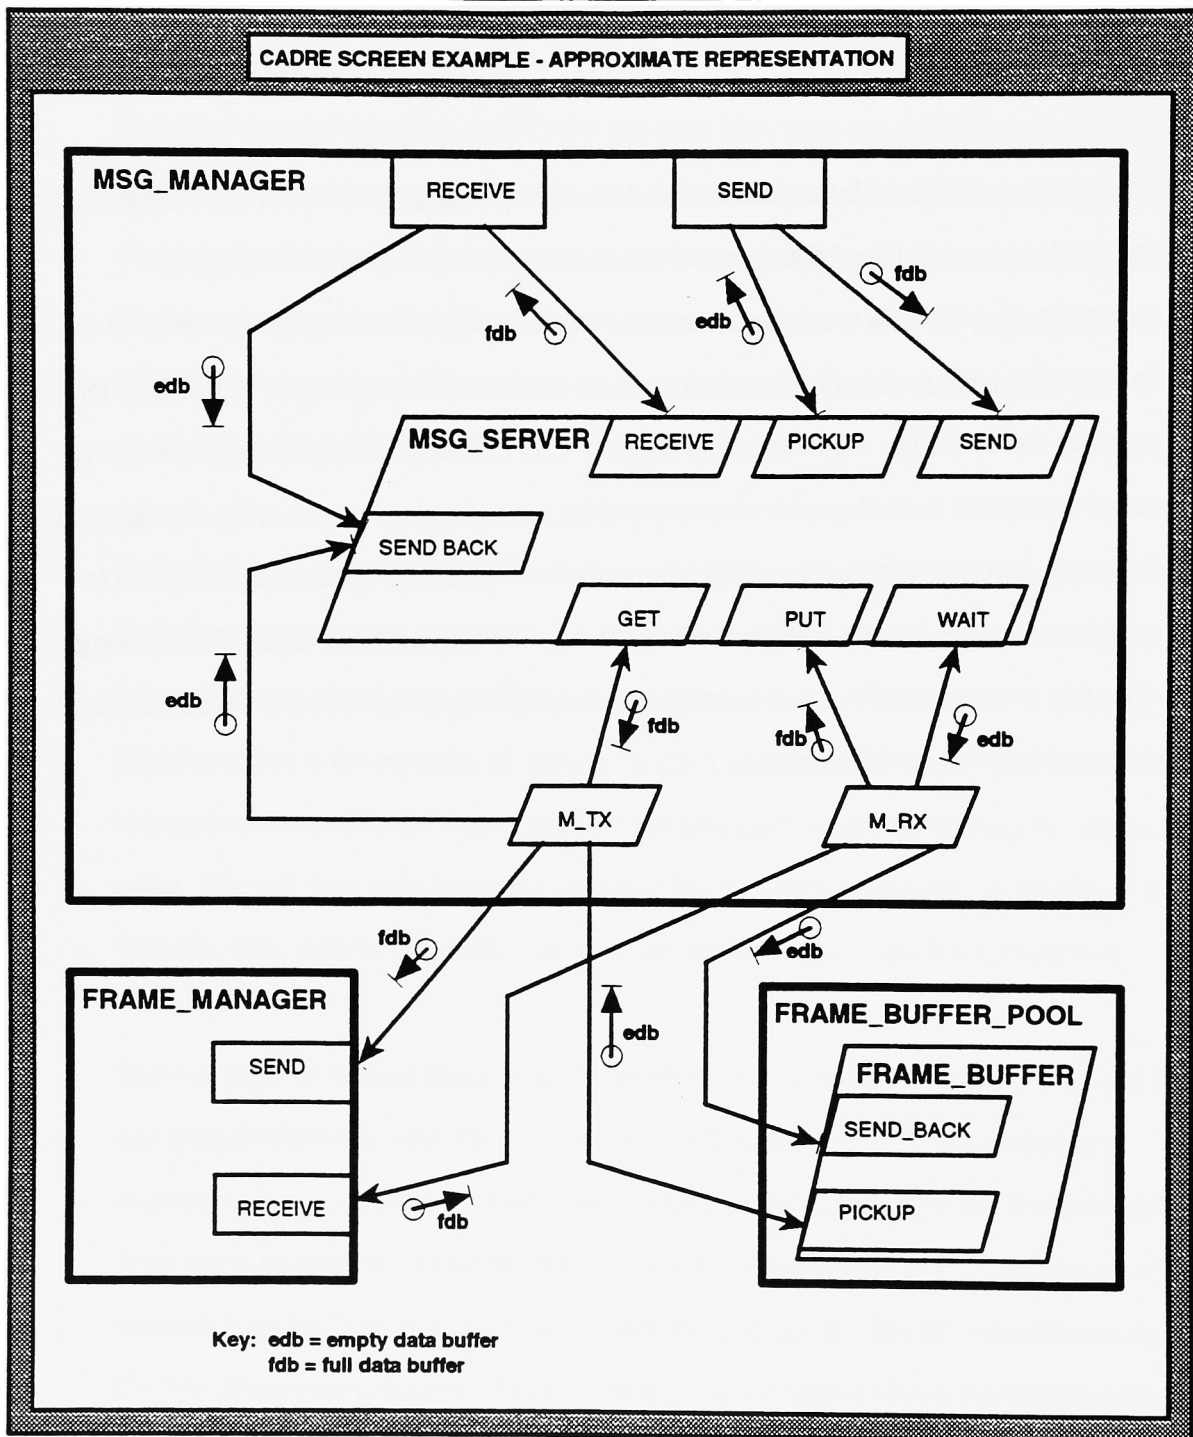 CADRE SCREEN EXAMPLE - APPROXIMATE REPRESENTATION
MSG_MANAGER
RECEIVE
SEND
fdb
fdb
edb
edb
MSG_SERVER
RECEIVE
PICKUP
SEND
SEND BACK
GET
PUT
WAIT
edb
fdb
fdb
edb
M_TX
M_RX
fdb
edb
FRAME_MANAGER
FRAME_BUFFER_POOL
edb
SEND
FRAME_BUFFER
SEND_BACK
RECEIVE
PICKUP
fdb
Key: edb = empty data buffer
fdb = full data buffer